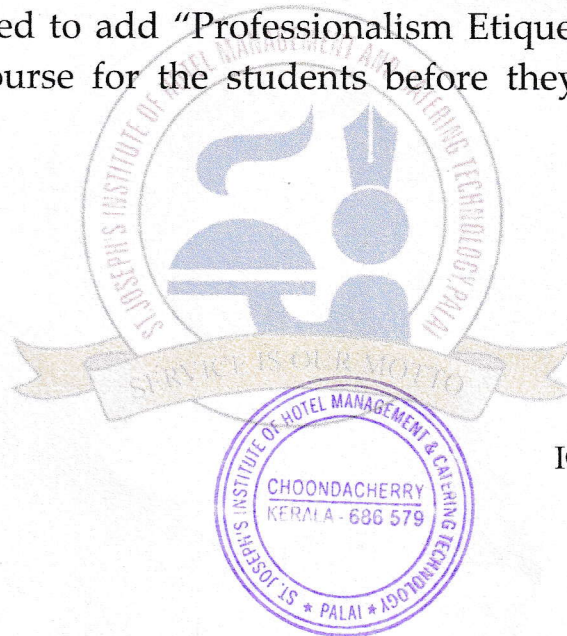 ed to add “Professionalism Etique
ourse for the students before they
ST. JOSEPH'S INSTITUTE OF HOTEL MANAGEMENT AND CATERING TECHNOLOGY, PALAI
SERVICE IS OUR MOTTO
ST. JOSEPH'S INSTITUTE OF HOTEL MANAGEMENT & CATERING TECHNOLOGY
CHOONDACHERRY
KERALA - 686 579
* PALAI *